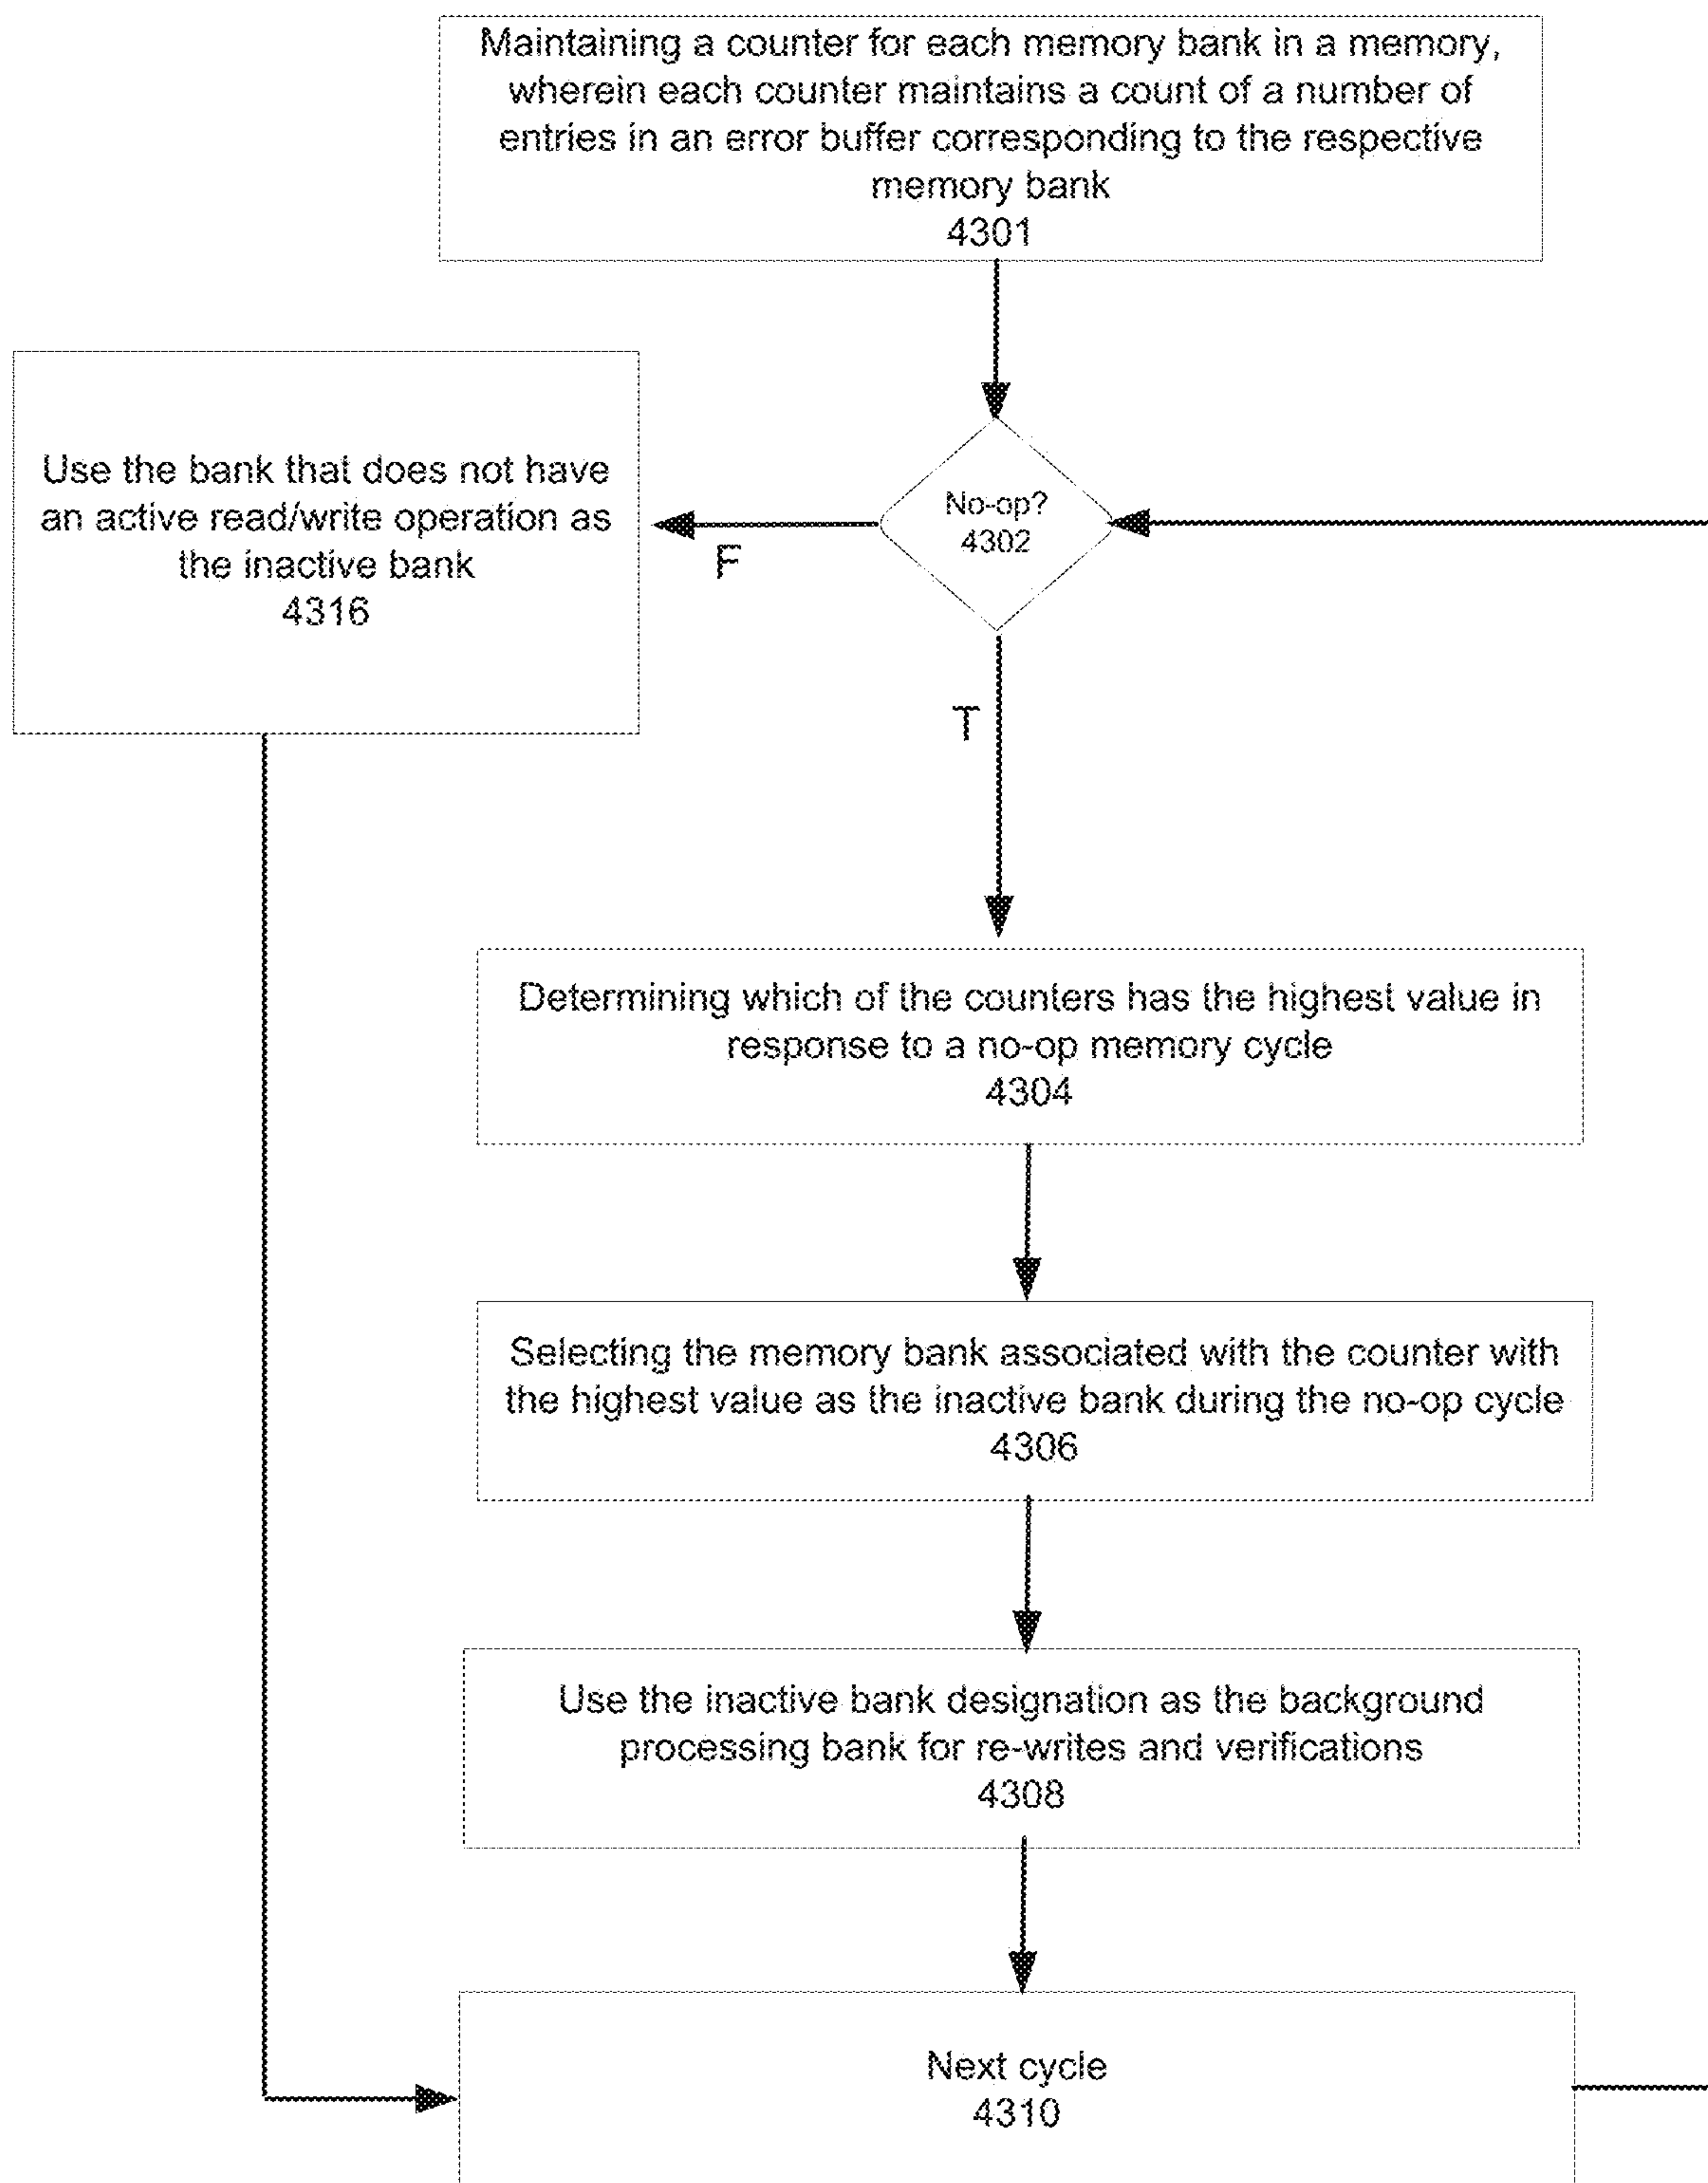 Maintaining a counter for each memory bank in a memory,
wherein each counter maintains a count of a number of
entries in an error buffer corresponding to the respective
memory bank
4301
No-op?
4302
Use the bank that does not have
an active read/write operation as
the inactive bank
4316
F
T
Determining which of the counters has the highest value in
response to a no-op memory cycle
4304
Selecting the memory bank associated with the counter with
the highest value as the inactive bank during the no-op cycle
4306
Use the inactive bank designation as the background
processing bank for re-writes and verifications
4308
Next cycle
4310